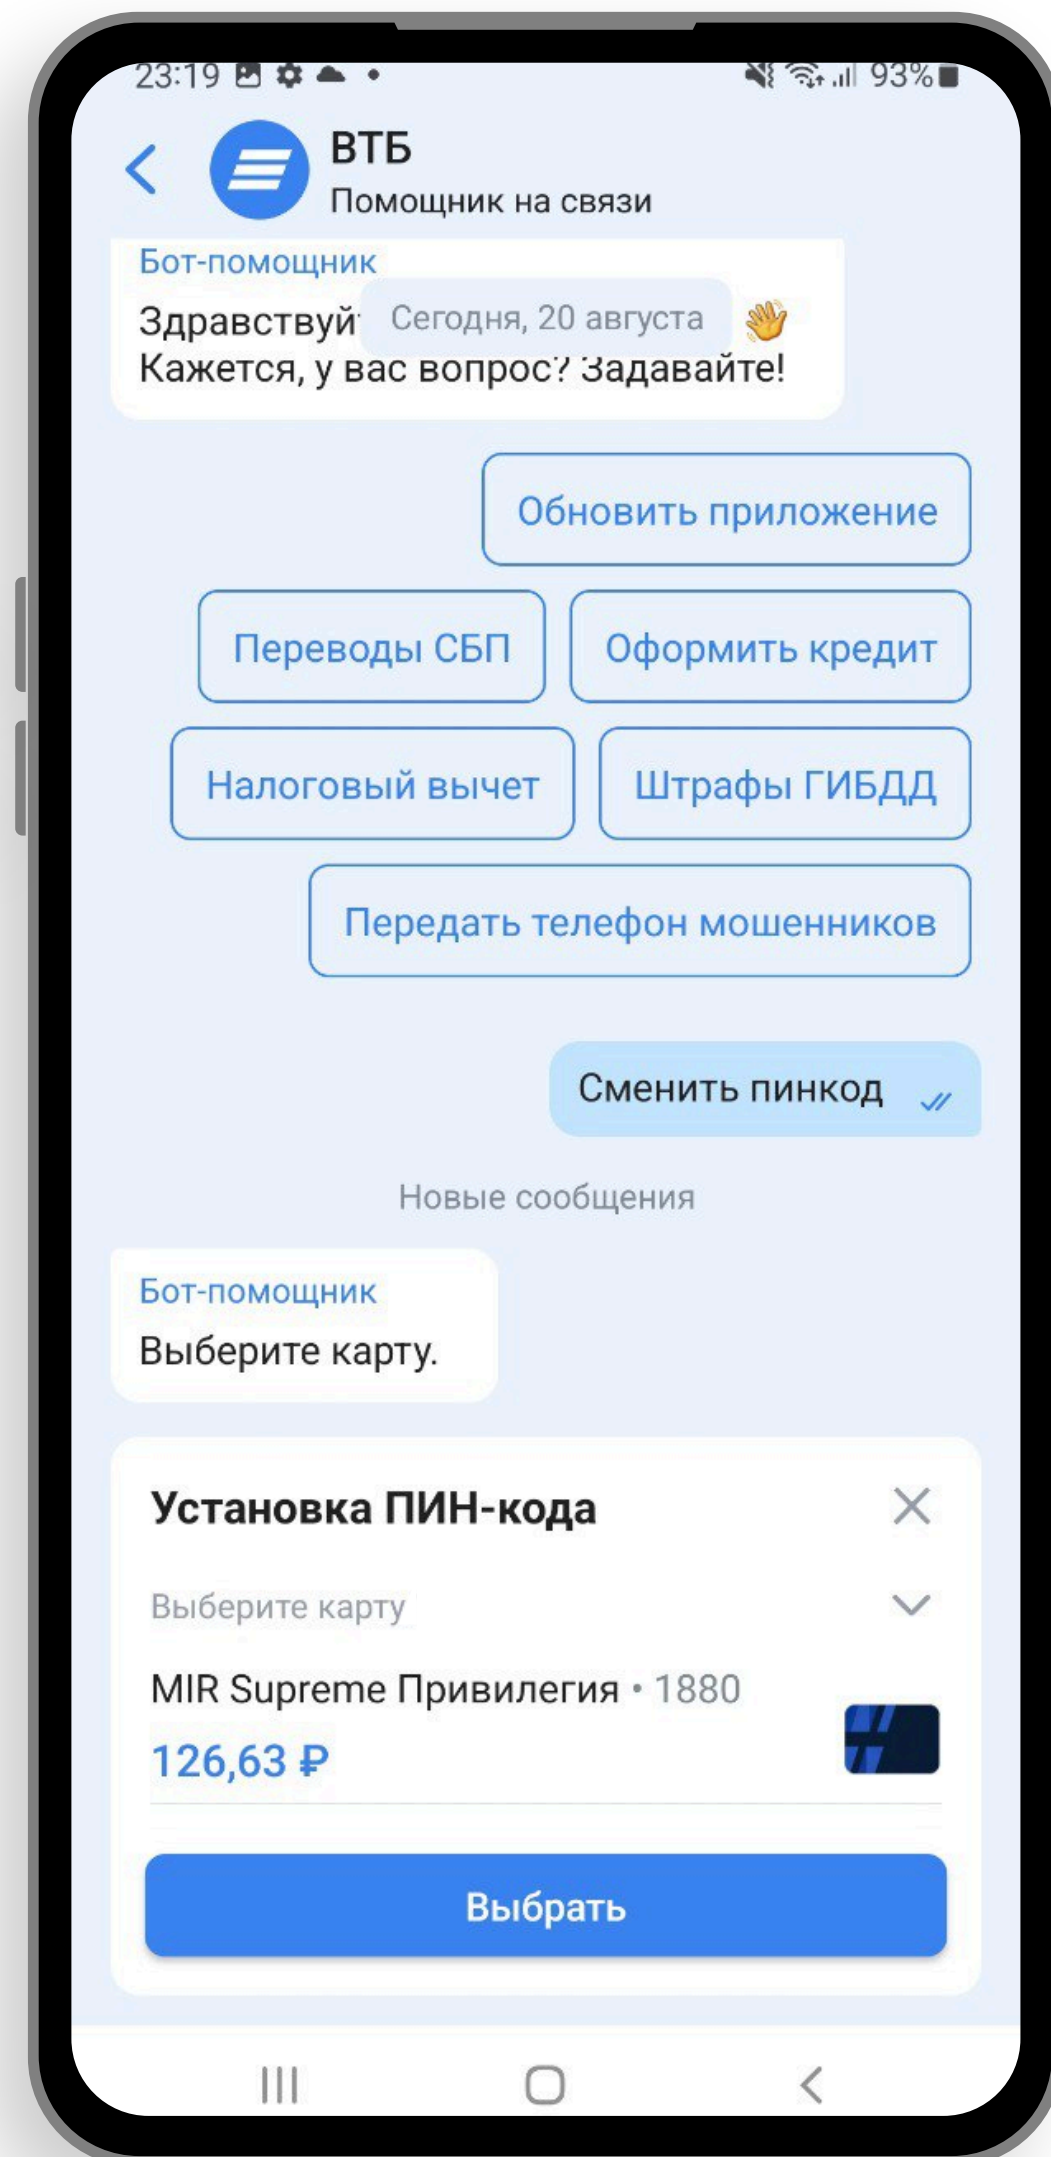 23:19
93%
ВТБ
Помощник на связи
Бот-помощник
Сегодня, 20 августа
Кажется, у вас вопрос? Задавайте!
Обновить приложение
Переводы СБП
Оформить кредит
Налоговый вычет
Штрафы ГИБДД
Передать телефон мошенников
Сменить пинкод
Новые сообщения
Бот-помощник
Выберите карту.
Установка ПИН-кода
Выберите карту
MIR Supreme Привилегия • 1880
126,63 ₽
Выбрать